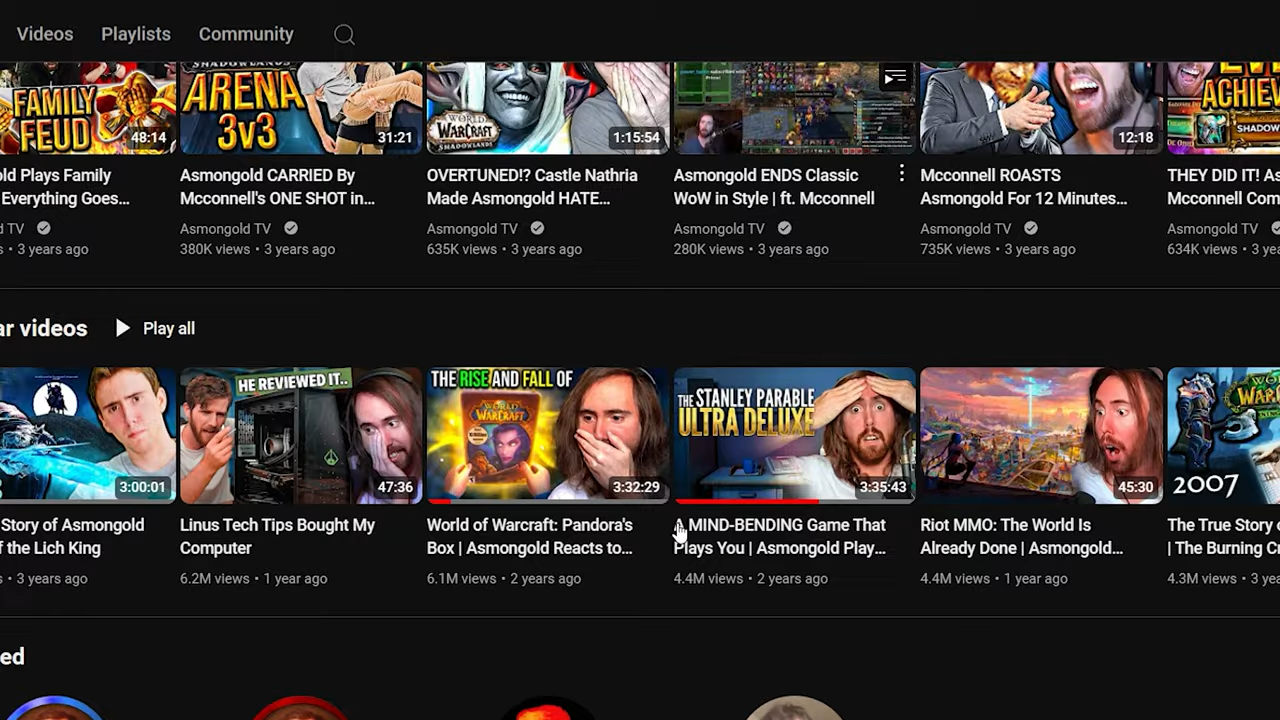 Videos
Playlists
Community
FAMILY
FEUD
48:14
ARENA
3v3
31:21
WORLD
WARCRAFT
SHADOWLANDS
1:15:54
12:18
ACHIEV
SHADOW
old Plays Family
Everything Goes...
d TV
s • 3 years ago
Asmongold CARRIED By
Mcconnell's ONE SHOT in...
Asmongold TV
380K views • 3 years ago
OVERTUNED!? Castle Nathria
Made Asmongold HATE...
Asmongold TV
635K views • 3 years ago
Asmongold ENDS Classic
WoW in Style | ft. Mcconnell
Asmongold TV
280K views • 3 years ago
Mcconnell ROASTS
Asmongold For 12 Minutes...
Asmongold TV
735K views • 3 years ago
THEY DID IT! As
Mcconnell Com
Asmongold TV
634K views • 3 ye
ar videos
Play all
3:00:01
HE REVIEWED IT..
47:36
THE RISE AND FALL OF
WORLD
WARCRAFT
3:32:29
THE STANLEY PARABLE
ULTRA DELUXE
3:35:43
45:30
WAR
2007
Story of Asmongold
f the Lich King
s • 3 years ago
Linus Tech Tips Bought My
Computer
6.2M views • 1 year ago
World of Warcraft: Pandora's
Box | Asmongold Reacts to...
6.1M views • 2 years ago
A MIND-BENDING Game That
Plays You | Asmongold Play...
4.4M views • 2 years ago
Riot MMO: The World Is
Already Done | Asmongold...
4.4M views • 1 year ago
The True Story o
| The Burning Cr
4.3M views • 3 yea
ed